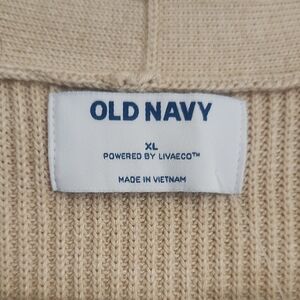 OLD NAVY
XL
POWERED BY LIVAECO™
MADE IN VIETNAM